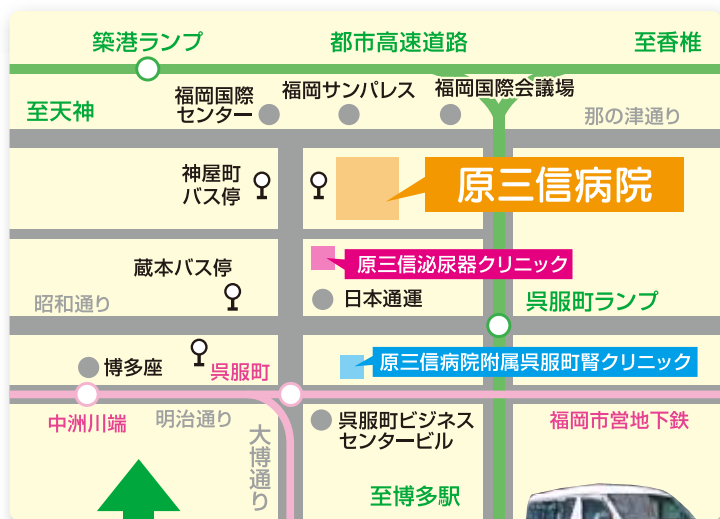 築港ランプ
都市高速道路
至香椎
至天神
福岡国際
センター
福岡サンパレス
福岡国際会議場
那の津通り
神屋町
バス停
原三信病院
蔵本バス停
原三信泌尿器クリニック
日本通運
昭和通り
呉服町ランプ
博多座
呉服町
原三信病院附属呉服町腎クリニック
中洲川端
明治通り
大博通り
呉服町ビジネス
センタービル
福岡市営地下鉄
至博多駅